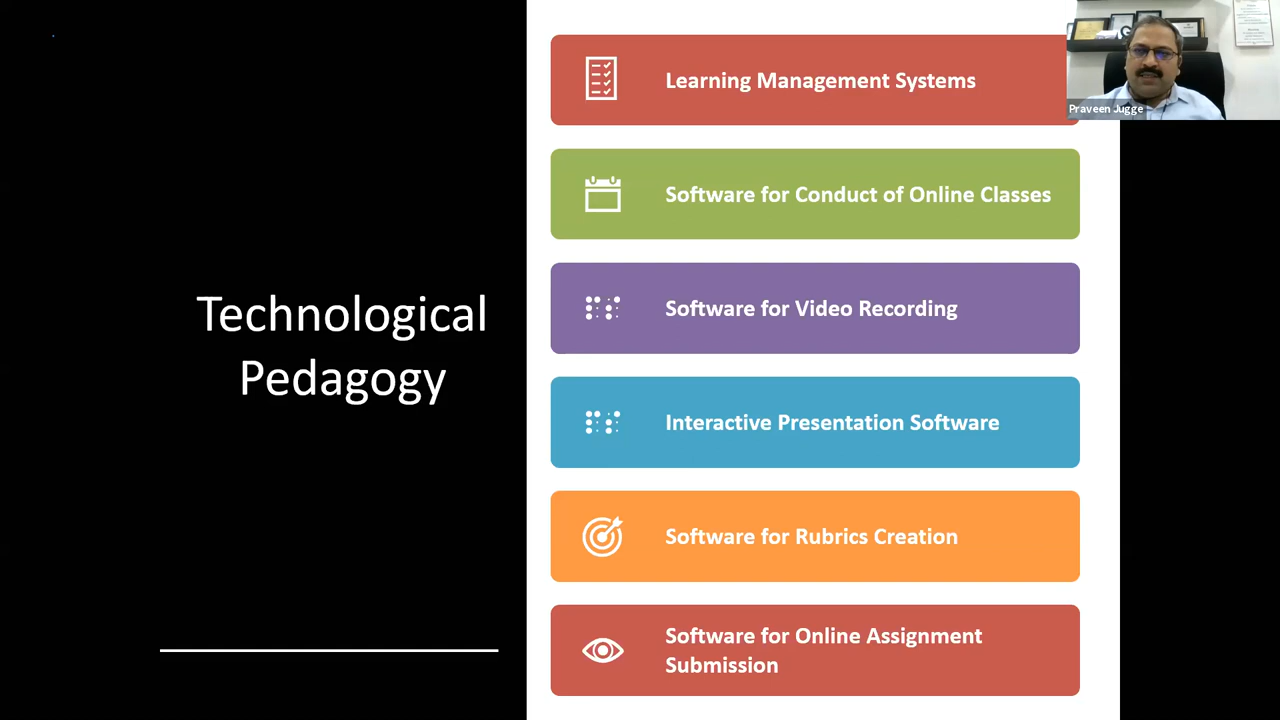 Technological
Pedagogy
Learning Management Systems
Software for Conduct of Online Classes
Software for Video Recording
Interactive Presentation Software
Software for Rubrics Creation
Software for Online Assignment
Submission
Praveen Jugge